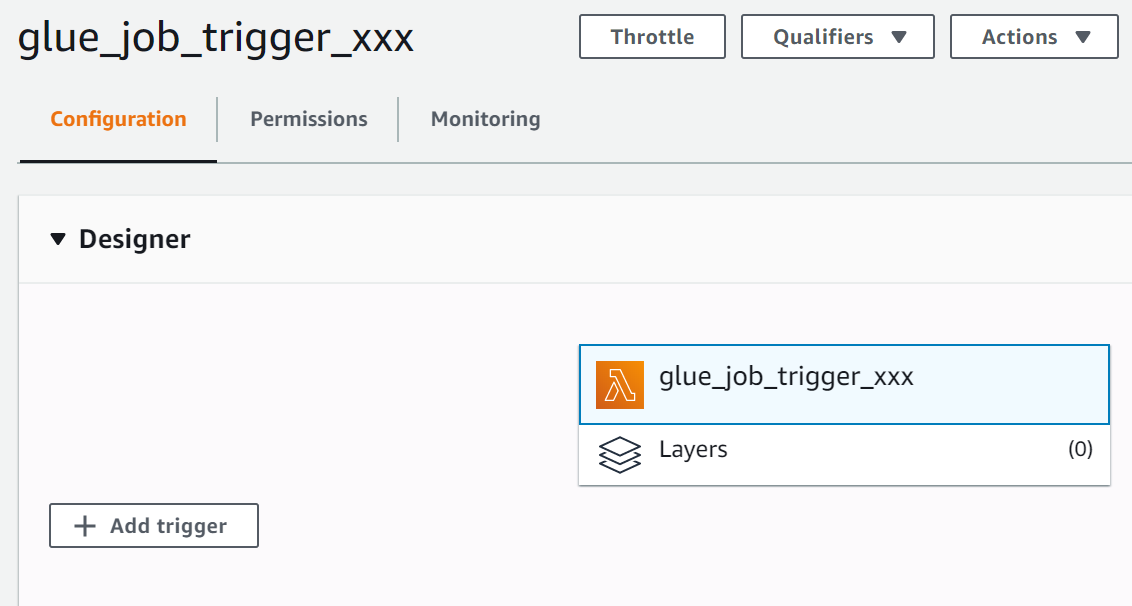 glue_job_trigger_xxx
Throttle
Qualifiers
Actions
Configuration
Permissions
Monitoring
Designer
glue_job_trigger_xxx
Layers
(0)
Add trigger